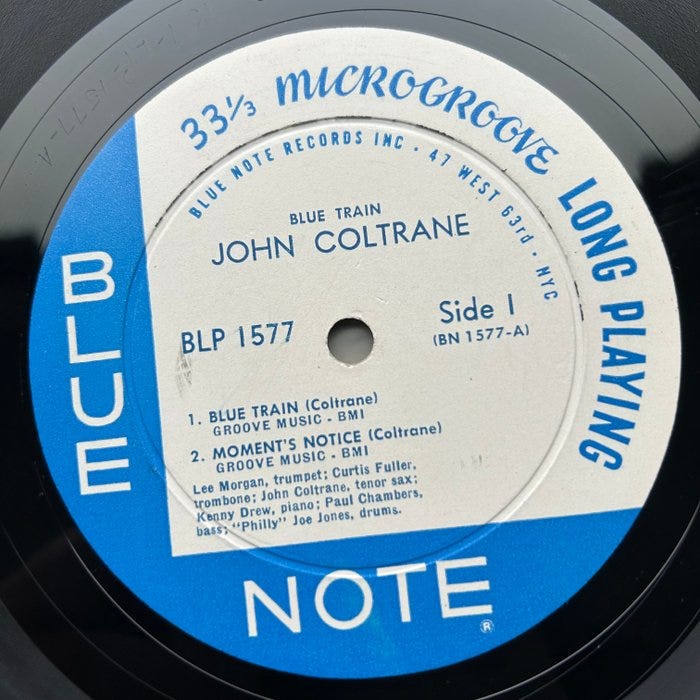 33⅓ MICROGROOVE LONG PLAYING
BLUE NOTE RECORDS INC · 47 WEST 63rd · NYC
BLUE TRAIN
JOHN COLTRANE
BLP 1577
Side 1
(BN 1577-A)
1. BLUE TRAIN (Coltrane)
GROOVE MUSIC - BMI
2. MOMENT'S NOTICE (Coltrane)
GROOVE MUSIC - BMI
Lee Morgan, trumpet; Curtis Fuller,
trombone; John Coltrane, tenor sax;
Kenny Drew, piano; Paul Chambers,
bass; "Philly" Joe Jones, drums.
BLUE
NOTE
®